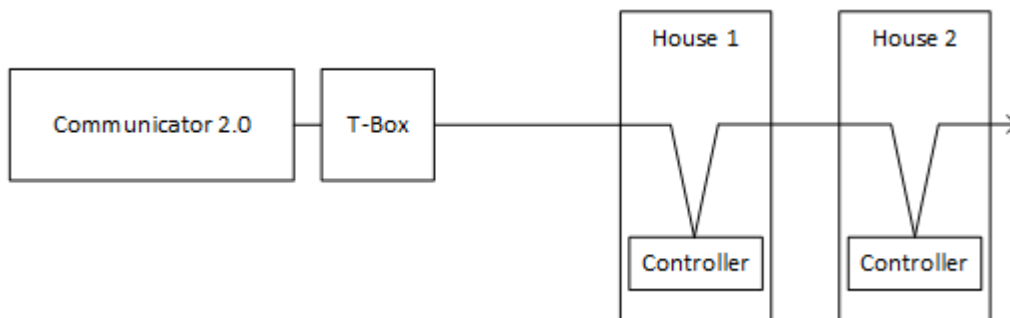 House 1
House 2
Communicator 2.0
T-Box
Controller
Controller